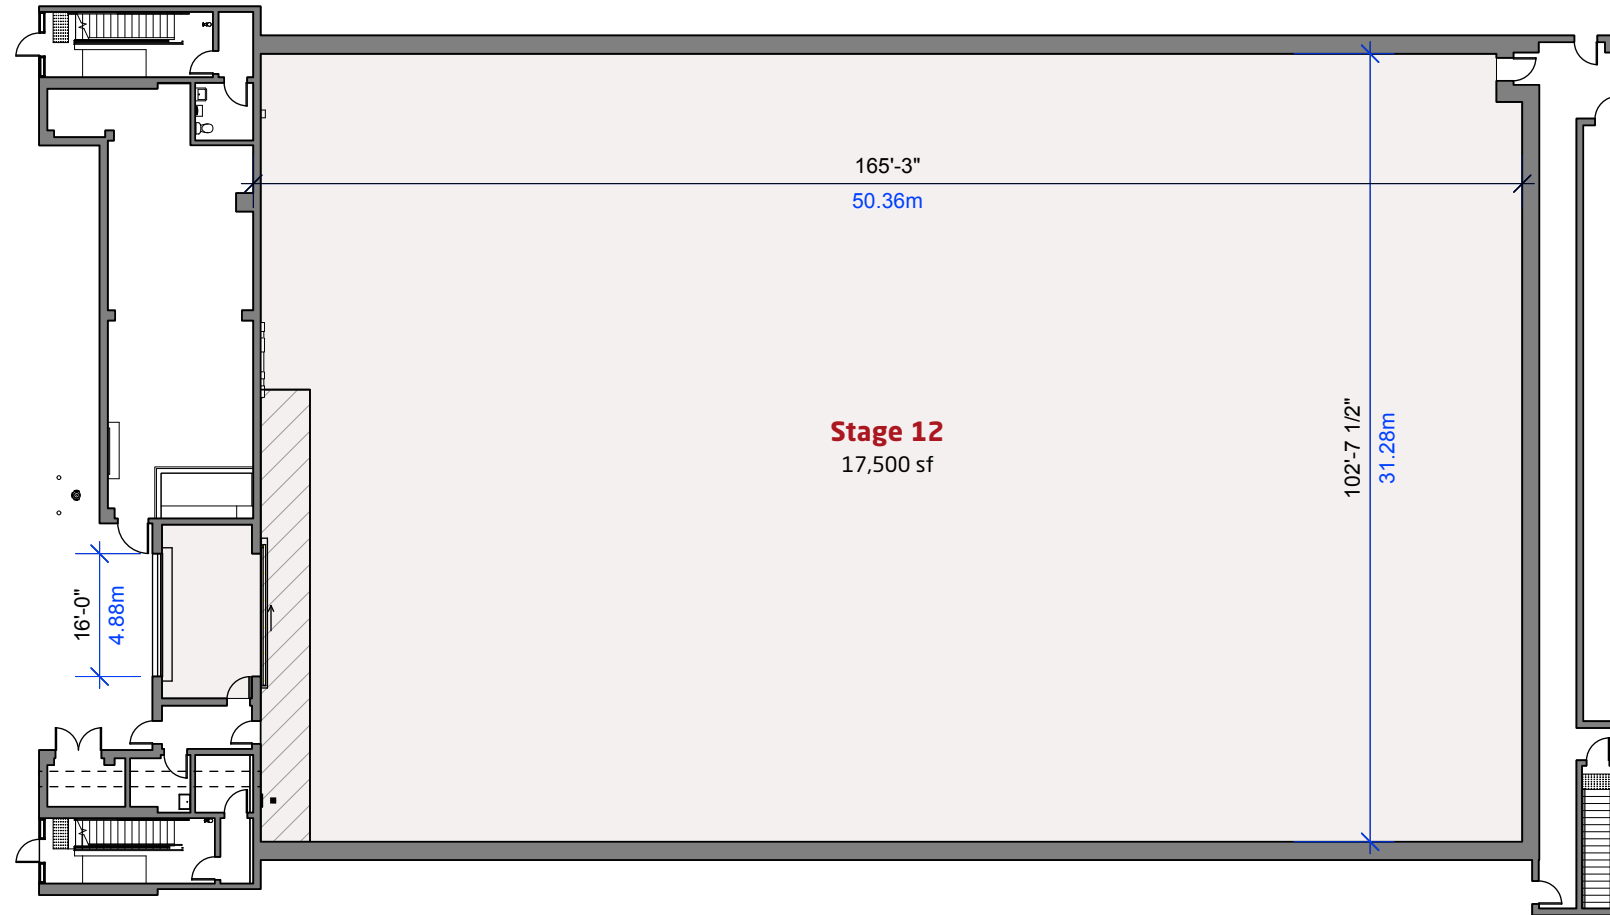 165'-3"
50.36m
Stage 12
17,500 sf
102'-7 1/2"
31.28m
16'-0"
4.88m